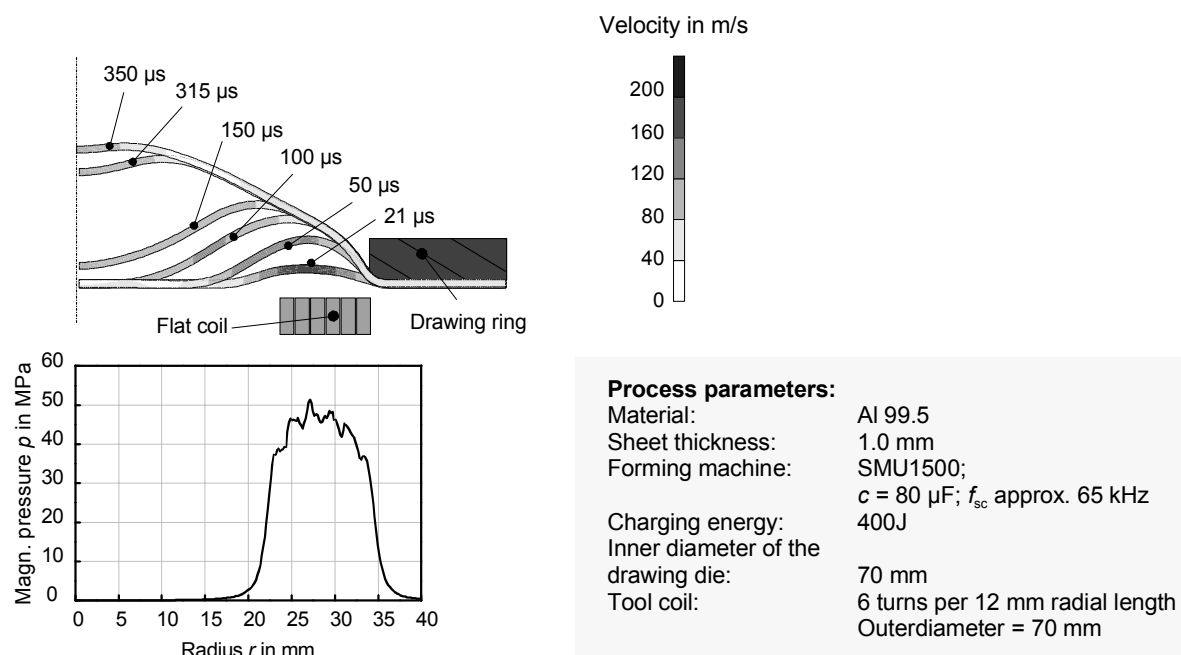 Velocity in m/s
350 µs
315 µs
150 µs
100 µs
50 µs
21 µs
Flat coil
Drawing ring
200
160
120
80
40
0
60
50
40
30
20
10
0
Magn. pressure p in MPa
0 5 10 15 20 25 30 35 40
Radius r in mm
Process parameters:
Material: Al 99.5
Sheet thickness: 1.0 mm
Forming machine: SMU1500;
c = 80 µF; fsc approx. 65 kHz
Charging energy: 400J
Inner diameter of the
drawing die: 70 mm
Tool coil: 6 turns per 12 mm radial length
Outerdiameter = 70 mm